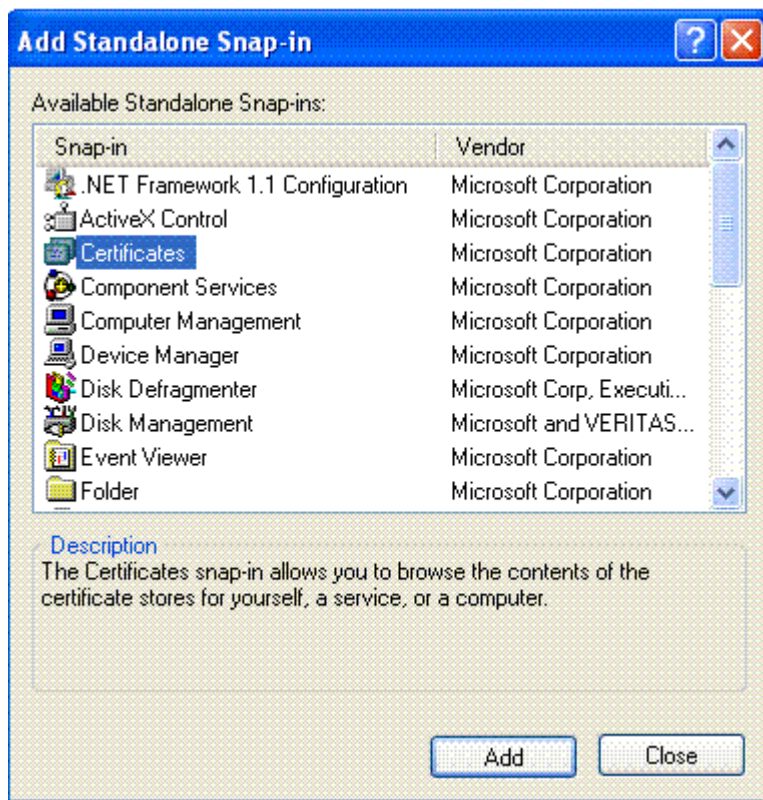 Add Standalone Snap-in
Available Standalone Snap-ins:
Snap-in Vendor
.NET Framework 1.1 Configuration Microsoft Corporation
ActiveX Control Microsoft Corporation
Certificates Microsoft Corporation
Component Services Microsoft Corporation
Computer Management Microsoft Corporation
Device Manager Microsoft Corporation
Disk Defragmenter Microsoft Corp, Executi...
Disk Management Microsoft and VERITAS...
Event Viewer Microsoft Corporation
Folder Microsoft Corporation
Description
The Certificates snap-in allows you to browse the contents of the
certificate stores for yourself, a service, or a computer.
Add Close